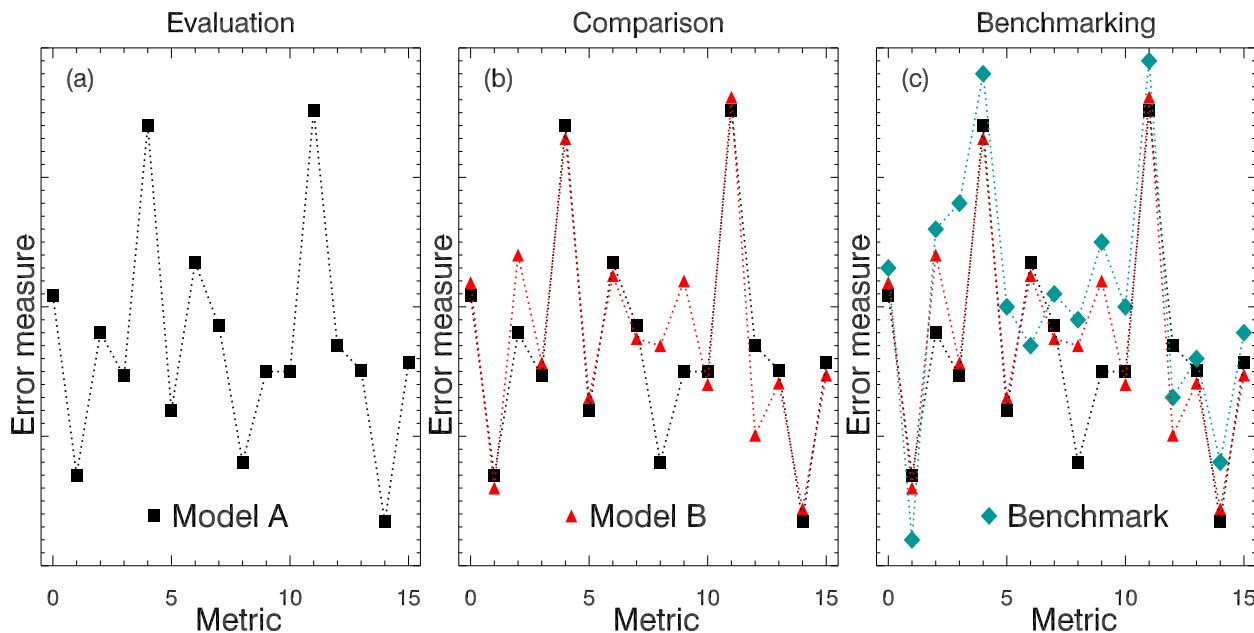 Evaluation
Comparison
Benchmarking
(a)
(b)
(c)
Error measure
Error measure
Error measure
Model A
Model B
Benchmark
0 5 10 15
0 5 10 15
0 5 10 15
Metric
Metric
Metric